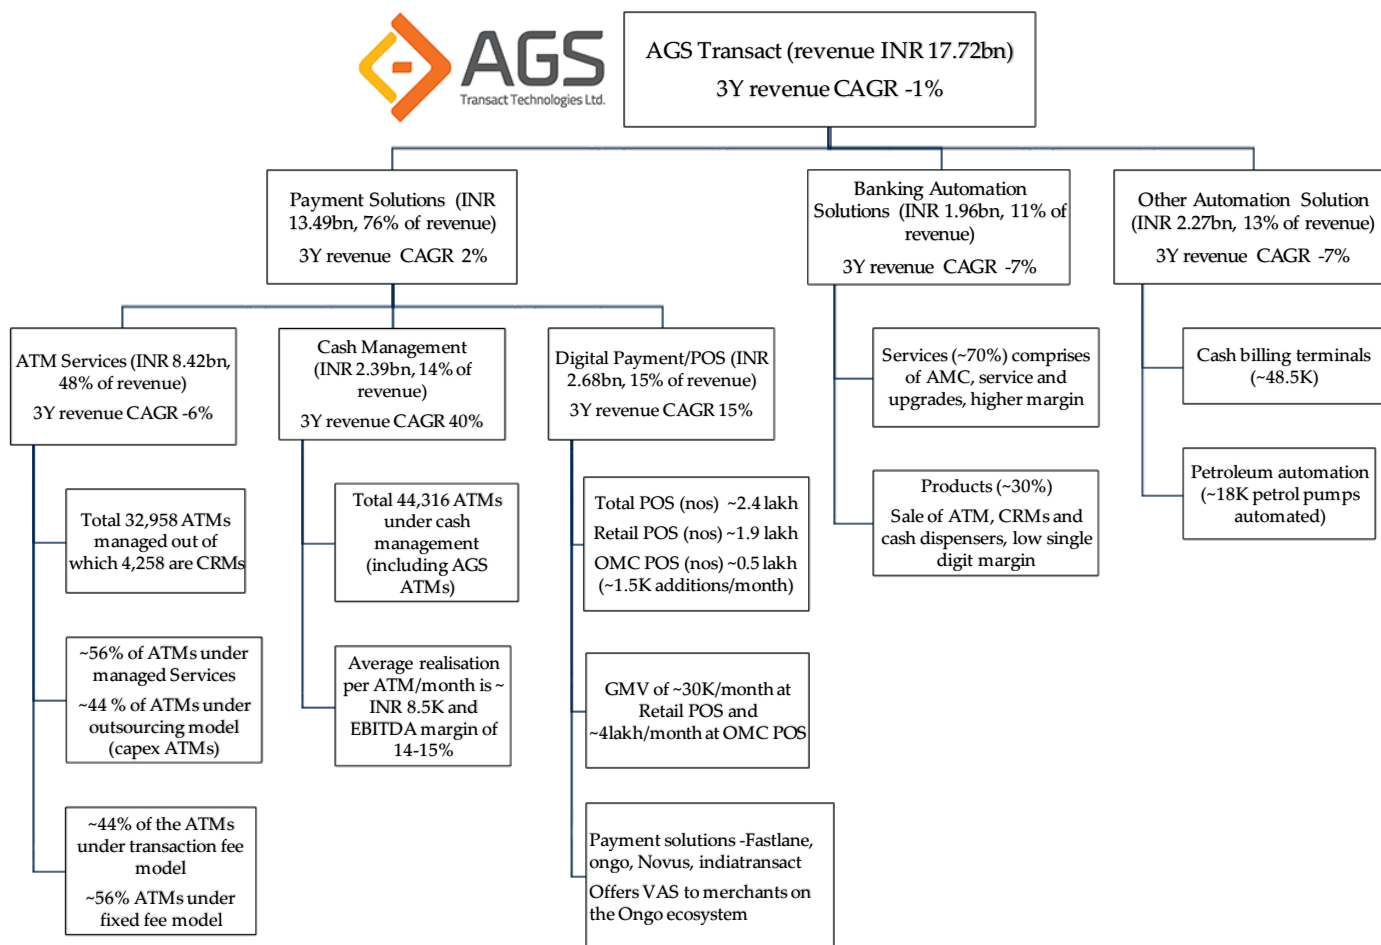 AGS
Transact Technologies Ltd.
AGS Transact (revenue INR 17.72bn)
3Y revenue CAGR -1%
Payment Solutions (INR
13.49bn, 76% of revenue)
3Y revenue CAGR 2%
Banking Automation
Solutions (INR 1.96bn, 11% of
revenue)
3Y revenue CAGR -7%
Other Automation Solution
(INR 2.27bn, 13% of revenue)
3Y revenue CAGR -7%
ATM Services (INR 8.42bn,
48% of revenue)
3Y revenue CAGR -6%
Cash Management
(INR 2.39bn, 14% of
revenue)
3Y revenue CAGR 40%
Digital Payment/POS (INR
2.68bn, 15% of revenue)
3Y revenue CAGR 15%
Services (~70%) comprises
of AMC, service and
upgrades, higher margin
Cash billing terminals
(~48.5K)
Total 32,958 ATMs
managed out of
which 4,258 are CRMs
Total 44,316 ATMs
under cash
management
(including AGS
ATMs)
Total POS (nos) ~2.4 lakh
Retail POS (nos) ~1.9 lakh
OMC POS (nos) ~0.5 lakh
(~1.5K additions/month)
Products (~30%)
Sale of ATM, CRMs and
cash dispensers, low single
digit margin
Petroleum automation
(~18K petrol pumps
automated)
~56% of ATMs under
managed Services
~44 % of ATMs under
outsourcing model
(capex ATMs)
Average realisation
per ATM/month is ~
INR 8.5K and
EBITDA margin of
14-15%
GMV of ~30K/month at
Retail POS and
~4lakh/month at OMC POS
~44% of the ATMs
under transaction fee
model
~56% ATMs under
fixed fee model
Payment solutions -Fastlane,
ongo, Novus, indiatransact
Offers VAS to merchants on
the Ongo ecosystem